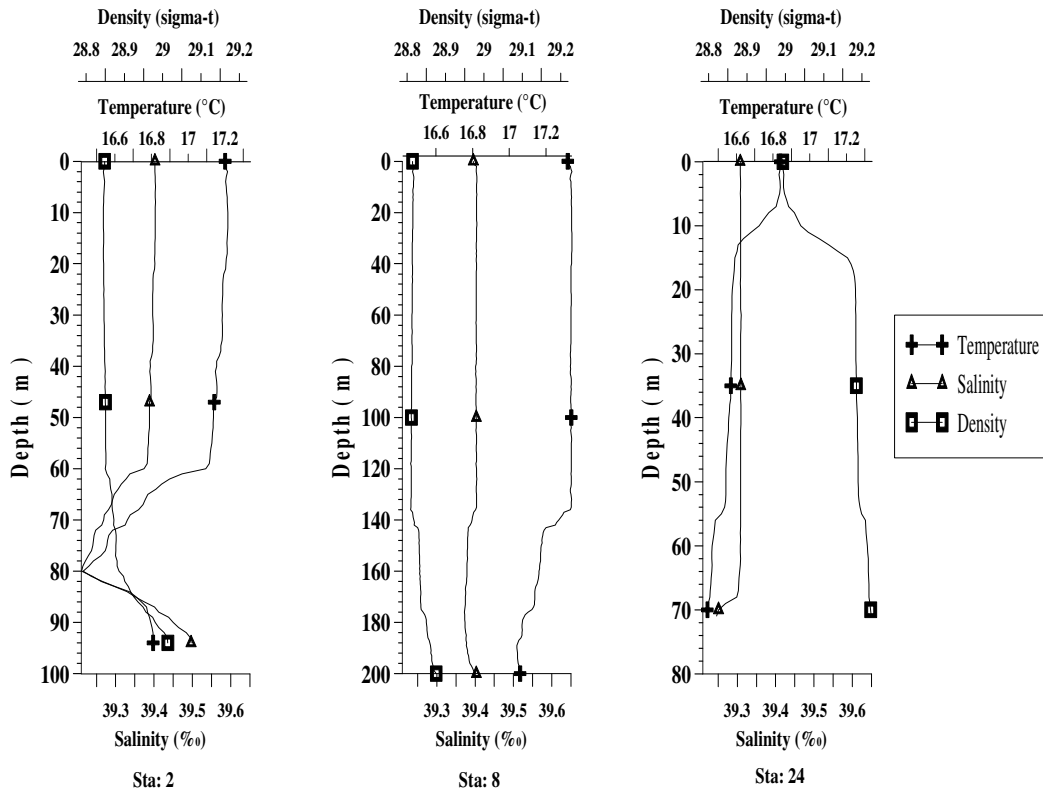 Density (sigma-t)
28.8 28.9 29 29.1 29.2
Temperature (°C)
16.6 16.8 17 17.2
0
10
20
30
40
50
60
70
80
90
100
Depth ( m )
39.3 39.4 39.5 39.6
Salinity (‰)
Sta: 2
Density (sigma-t)
28.8 28.9 29 29.1 29.2
Temperature (°C)
16.6 16.8 17 17.2
0
20
40
60
80
100
120
140
160
180
200
Depth ( m )
39.3 39.4 39.5 39.6
Salinity (‰)
Sta: 8
Density (sigma-t)
28.8 28.9 29 29.1 29.2
Temperature (°C)
16.6 16.8 17 17.2
0
10
20
30
40
50
60
70
80
Depth ( m )
39.3 39.4 39.5 39.6
Salinity (‰)
Sta: 24
Temperature
Salinity
Density